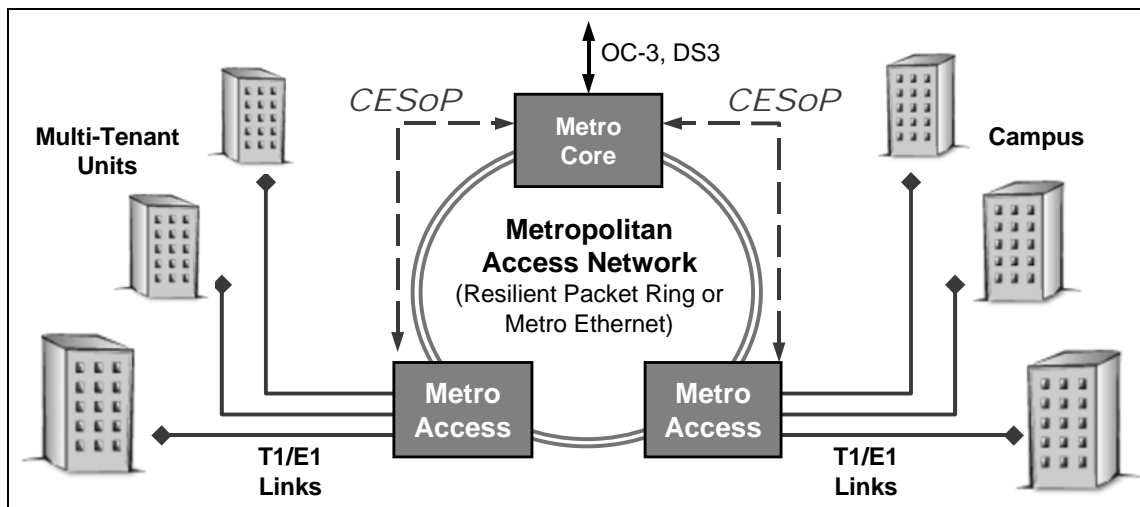 OC-3, DS3
CESoP
CESoP
Multi-Tenant
Units
Metro
Core
Campus
Metropolitan
Access Network
(Resilient Packet Ring or
Metro Ethernet)
Metro
Access
Metro
Access
T1/E1
Links
T1/E1
Links